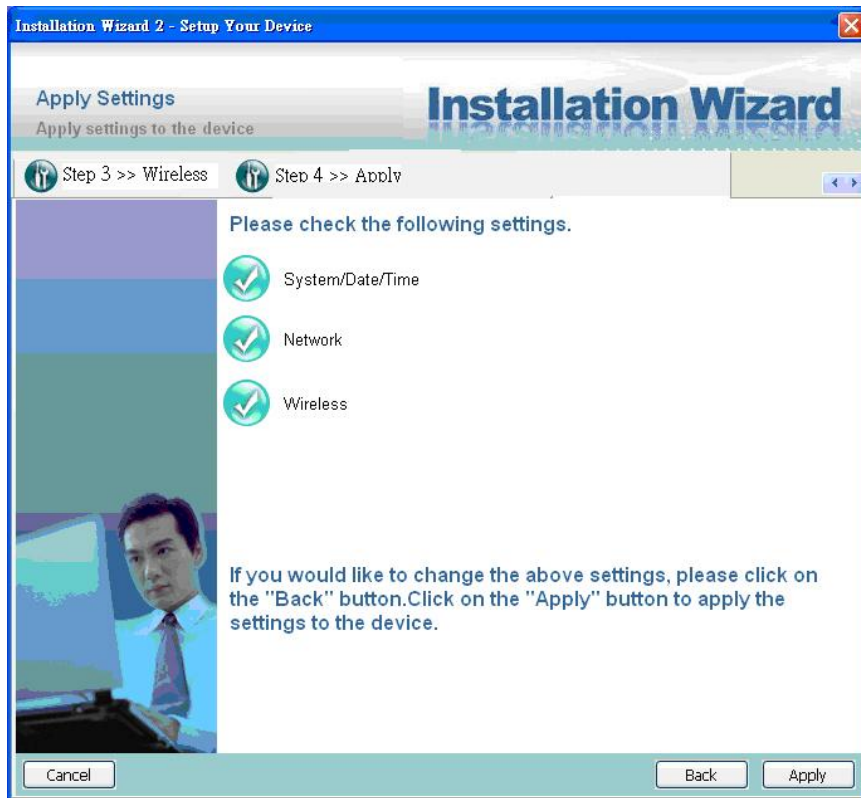 Installation Wizard 2 - Setup Your Device
Apply Settings
Installation Wizard
Apply settings to the device
Step 3 >> Wireless
Step 4 >> Apply
Please check the following settings.
System/Date/Time
Network
Wireless
If you would like to change the above settings, please click on
the "Back" button.Click on the "Apply" button to apply the
settings to the device.
Cancel
Back
Apply